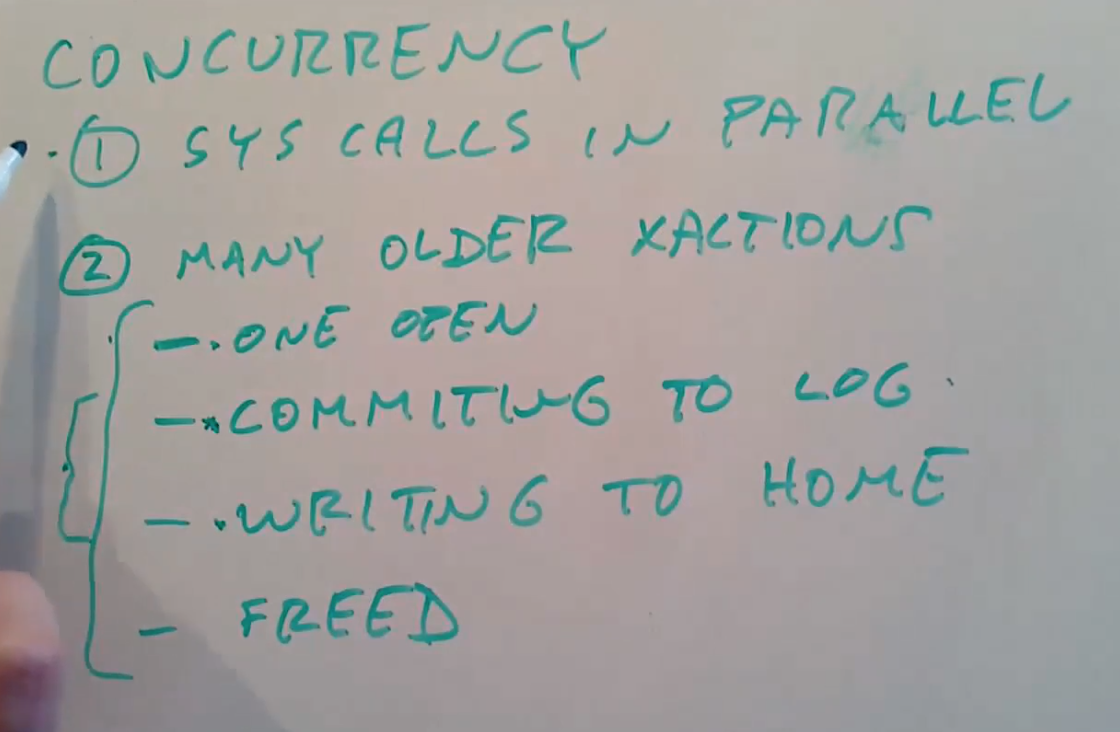 CONCURRENCY
① SYS CALLS IN PARALLEL
② MANY OLDER XACTIONS
- ONE OPEN
- COMMITING TO LOG
- WRITING TO HOME
- FREED